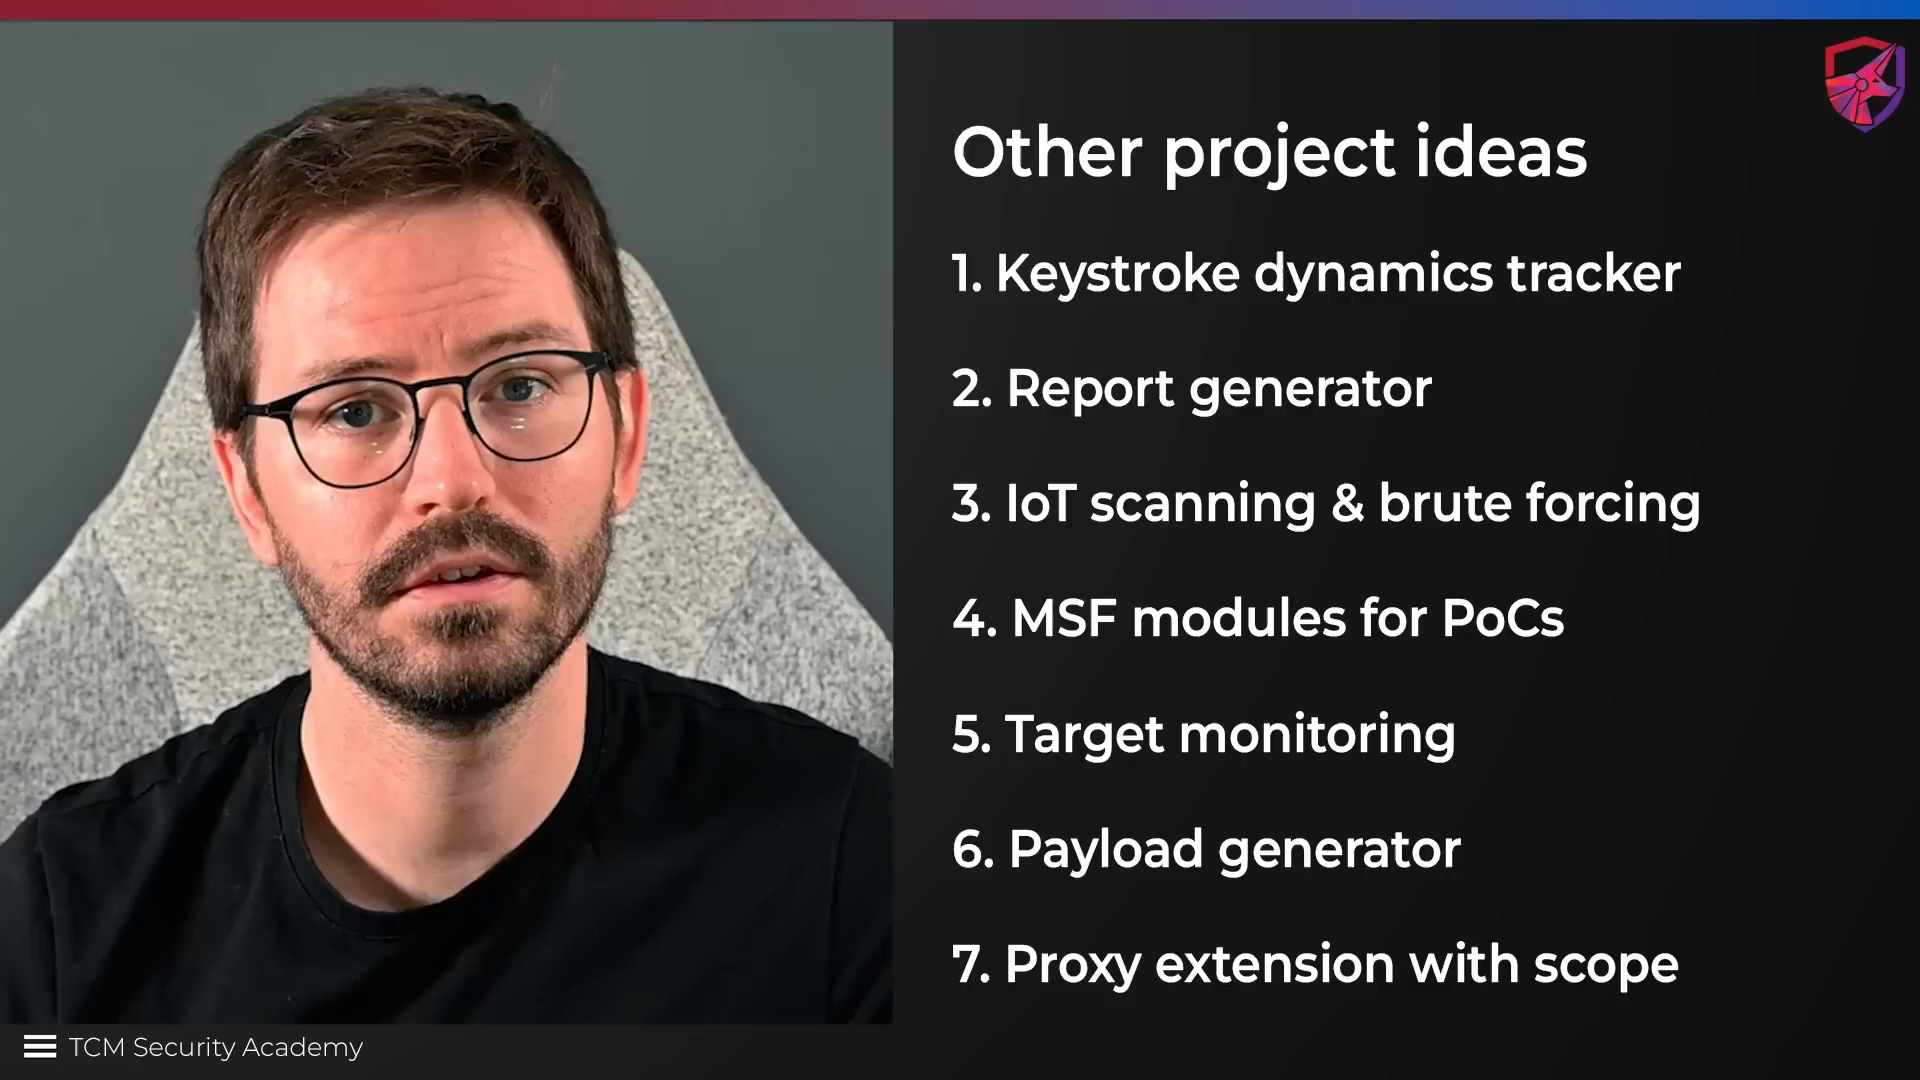 Other project ideas
1. Keystroke dynamics tracker
2. Report generator
3. IoT scanning & brute forcing
4. MSF modules for PoCs
5. Target monitoring
6. Payload generator
7. Proxy extension with scope
TCM Security Academy